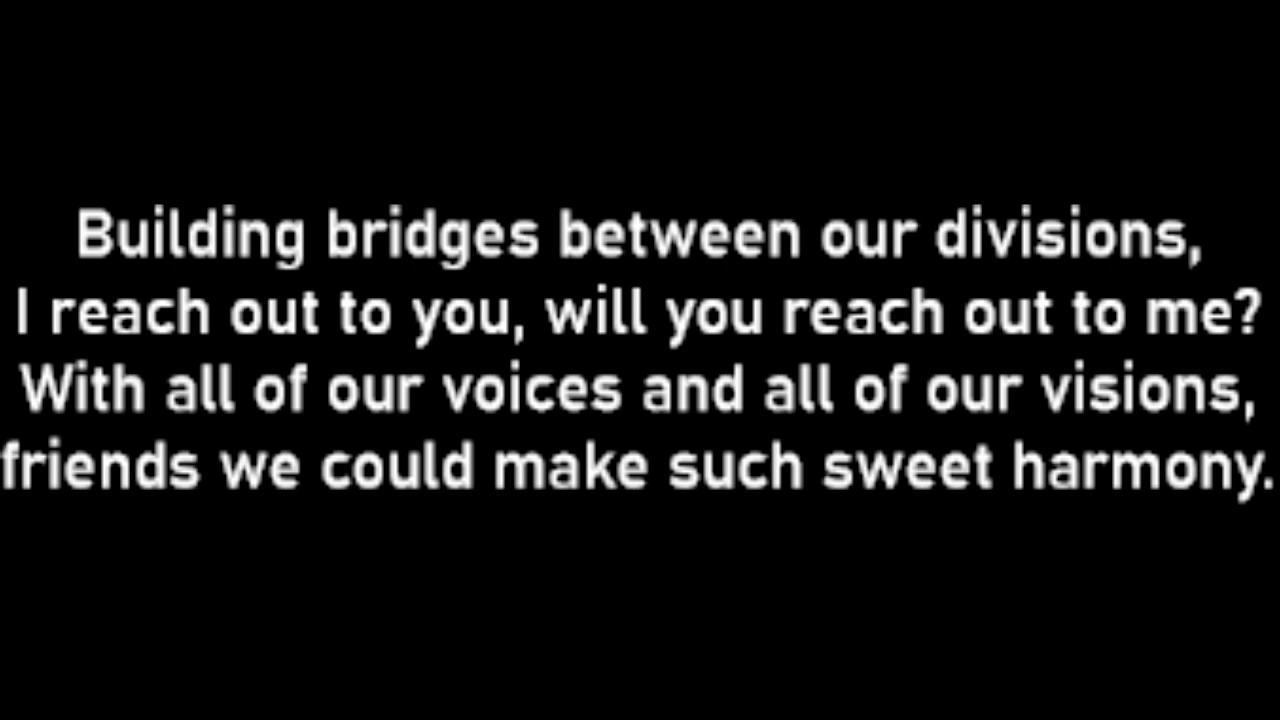 Building bridges between our divisions,
I reach out to you, will you reach out to me?
With all of our voices and all of our visions,
friends we could make such sweet harmony.